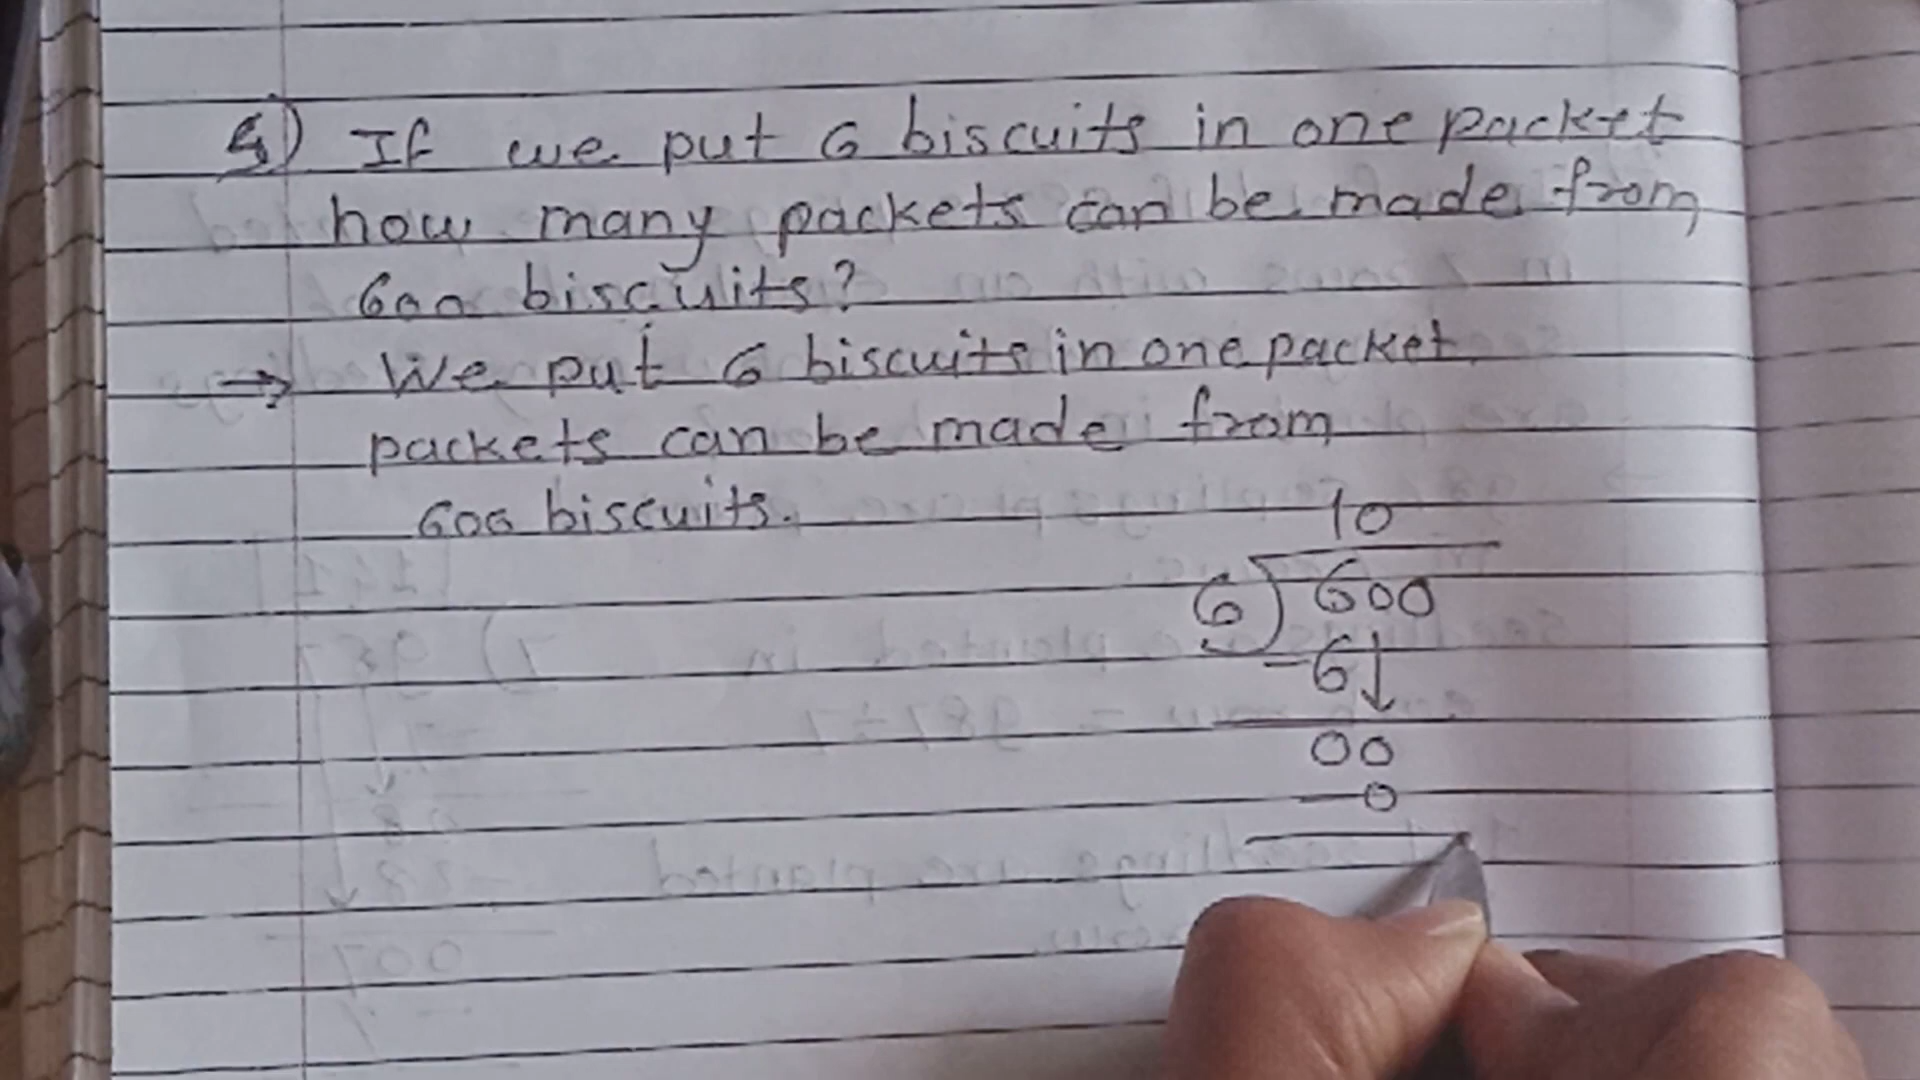 5) If we put 6 biscuits in one packet
how many packets can be made from
600 biscuits?
→ We put 6 biscuits in one packet
packets can be made from
600 biscuits.
10
6)600
-6↓
00
-0